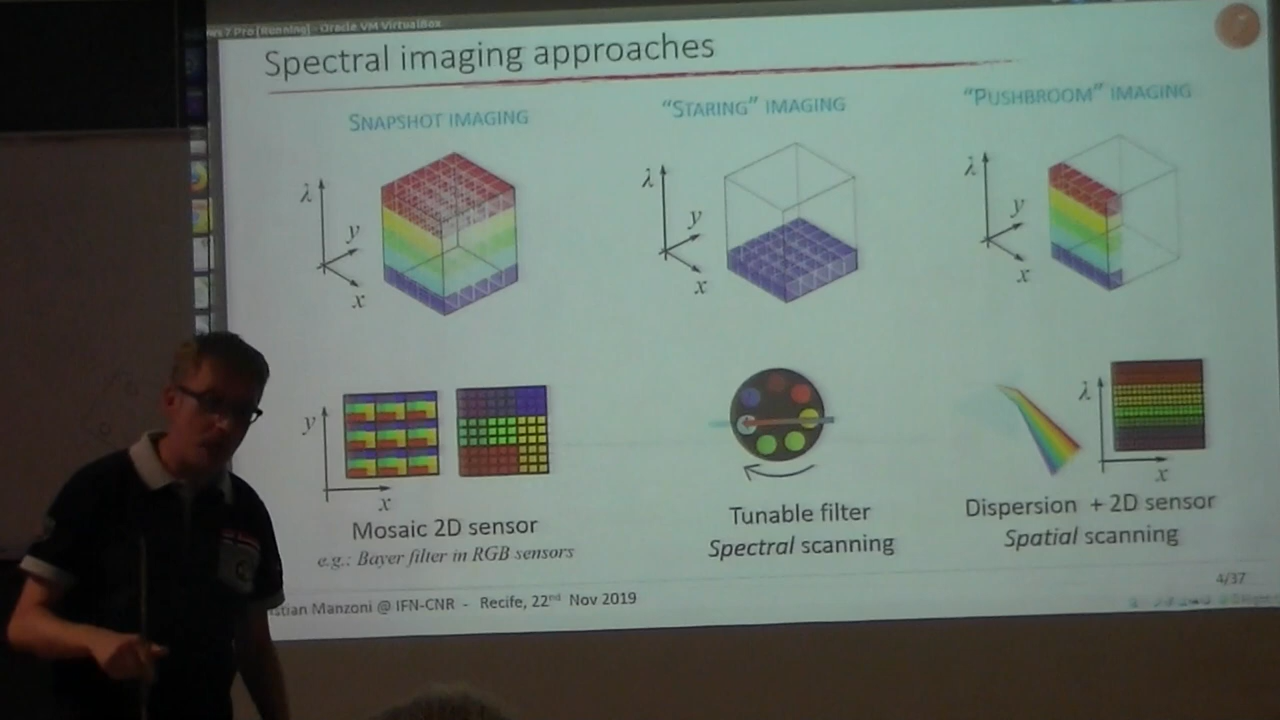 ws 7 Pro [Running] - Oracle VM VirtualBox
Spectral imaging approaches
SNAPSHOT IMAGING
"STARING" IMAGING
"PUSHBROOM" IMAGING
λ
y
x
λ
y
x
λ
y
x
y
x
λ
x
Mosaic 2D sensor
e.g.: Bayer filter in RGB sensors
Tunable filter
Spectral scanning
Dispersion + 2D sensor
Spatial scanning
stian Manzoni @ IFN-CNR - Recife, 22nd Nov 2019
4/37